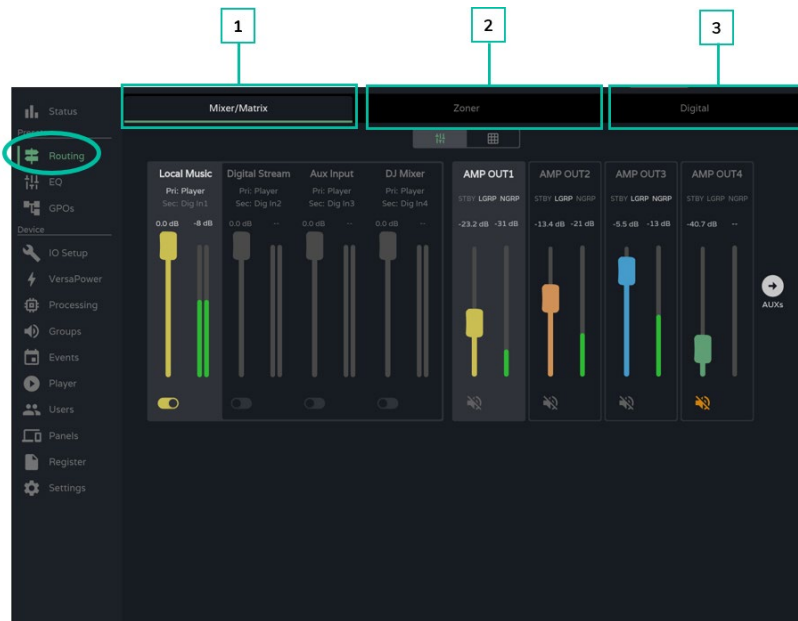 1 2 3
Status
Mixer/Matrix Zoner Digital
Routing
EQ
GPOs
Device
IO Setup
VersaPower
Processing
Groups
Events
Player
Users
Panels
Register
Settings
Local Music Digital Stream Aux Input DJ Mixer
Pri: Player Pri: Player Pri: Player Pri: Player
Sec: Dig In1 Sec: Dig In2 Sec: Dig In3 Sec: Dig In4
0.0 dB -8 dB 0.0 dB -- 0.0 dB -- 0.0 dB --
AMP OUT1 AMP OUT2 AMP OUT3 AMP OUT4
STBY LGRP NGRP STBY LGRP NGRP STBY LGRP NGRP STBY LGRP NGRP
-23.2 dB -31 dB -13.4 dB -21 dB -5.5 dB -13 dB -40.7 dB --
AUXs